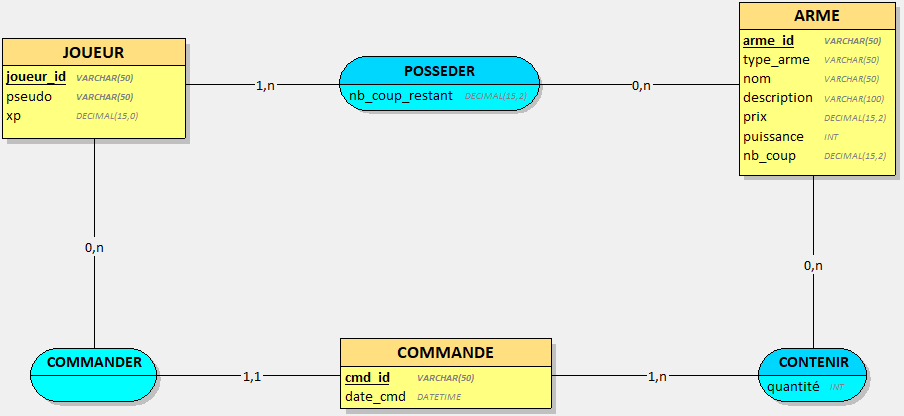 JOUEUR
joueur_id VARCHAR(50)
pseudo VARCHAR(50)
xp DECIMAL(15,0)
1,n
POSSEDER
nb_coup_restant DECIMAL(15,2)
0,n
ARME
arme_id VARCHAR(50)
type_arme VARCHAR(50)
nom VARCHAR(50)
description VARCHAR(100)
prix DECIMAL(15,2)
puissance INT
nb_coup DECIMAL(15,2)
0,n
0,n
COMMANDER
1,1
COMMANDE
cmd_id VARCHAR(50)
date_cmd DATETIME
1,n
CONTENIR
quantité INT